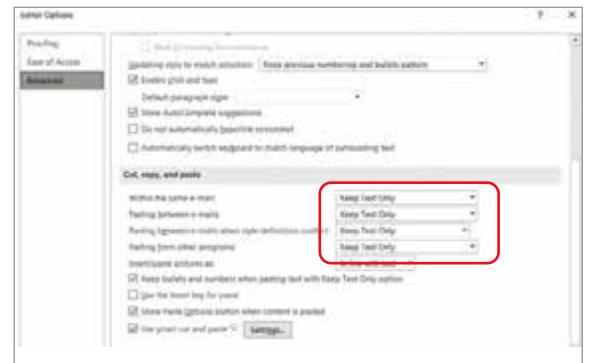 Editor Options
Proofing
Ease of Access
Advanced
Updating style to match selection: Keep previous numbering and bullets pattern
Enable click and type
Default paragraph style:
Show AutoComplete suggestions
Do not automatically hyperlink screenshot
Automatically switch keyboard to match language of surrounding text
Cut, copy, and paste
Within the same e-mail: Keep Text Only
Pasting between e-mails: Keep Text Only
Pasting between e-mails when style definitions conflict: Keep Text Only
Pasting from other programs: Keep Text Only
Insert/paste pictures as: In line with text
Keep bullets and numbers when pasting text with Keep Text Only option
Use the Insert key for paste
Show Paste Options button when content is pasted
Use smart cut and paste Settings...